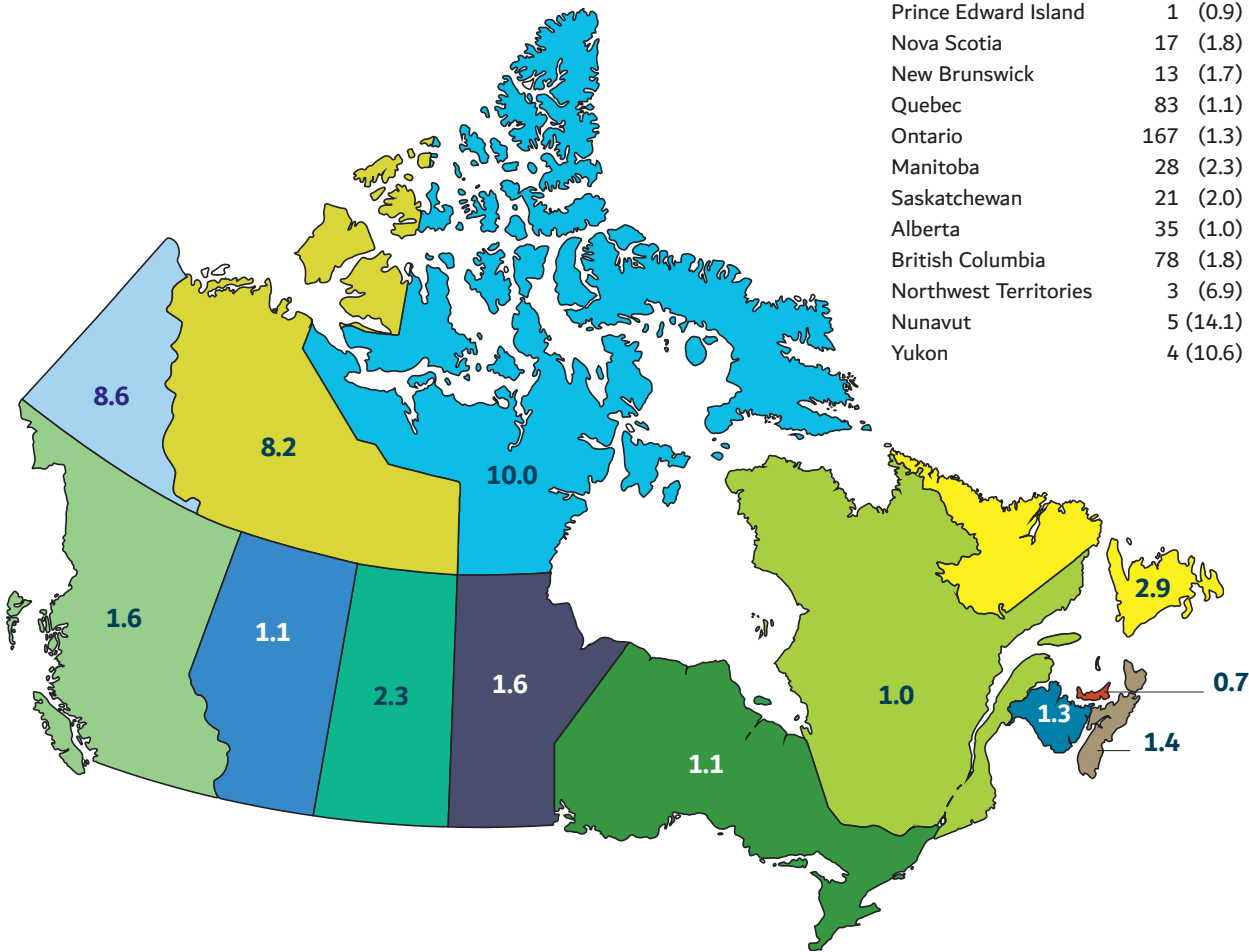 Prince Edward Island 1 (0.9)
Nova Scotia 17 (1.8)
New Brunswick 13 (1.7)
Quebec 83 (1.1)
Ontario 167 (1.3)
Manitoba 28 (2.3)
Saskatchewan 21 (2.0)
Alberta 35 (1.0)
British Columbia 78 (1.8)
Northwest Territories 3 (6.9)
Nunavut 5 (14.1)
Yukon 4 (10.6)
8.6
8.2
10.0
2.9
1.6
1.1
2.3
1.6
1.0
0.7
1.3
1.4
1.1